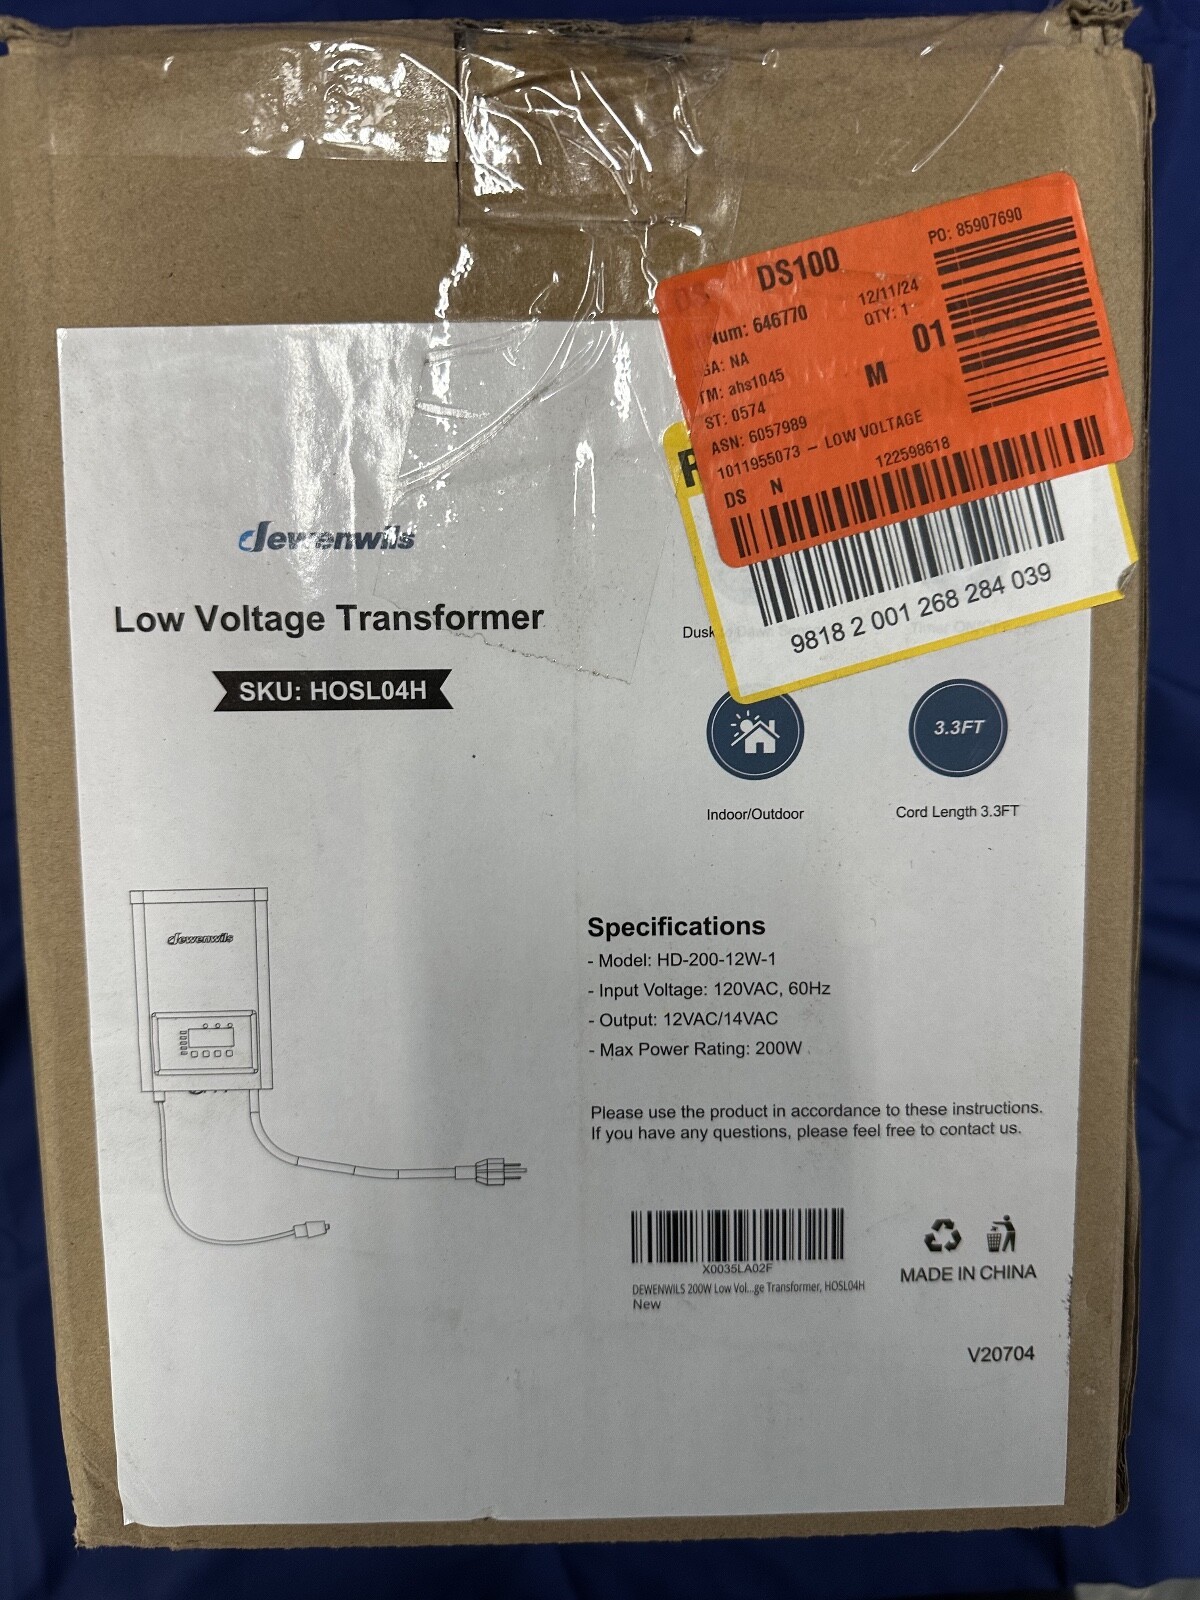 DS100
PO: 85907690
Num: 646770
12/11/24
QTY: 1
SA: NA
01
TM: ahs1045
M
ST: 0574
ASN: 6057989
1011955073 – LOW VOLTAGE
122598618
DS N
9818 2 001 268 284 039
dewenwils
Low Voltage Transformer
SKU: HOSL04H
Dusk
3.3FT
Indoor/Outdoor
Cord Length 3.3FT
dewenwils
Specifications
- Model: HD-200-12W-1
- Input Voltage: 120VAC, 60Hz
- Output: 12VAC/14VAC
- Max Power Rating: 200W
Please use the product in accordance to these instructions.
If you have any questions, please feel free to contact us.
X0035LA02F
DEWENWILS 200W Low Vol...ge Transformer, HOSL04H
New
MADE IN CHINA
V20704